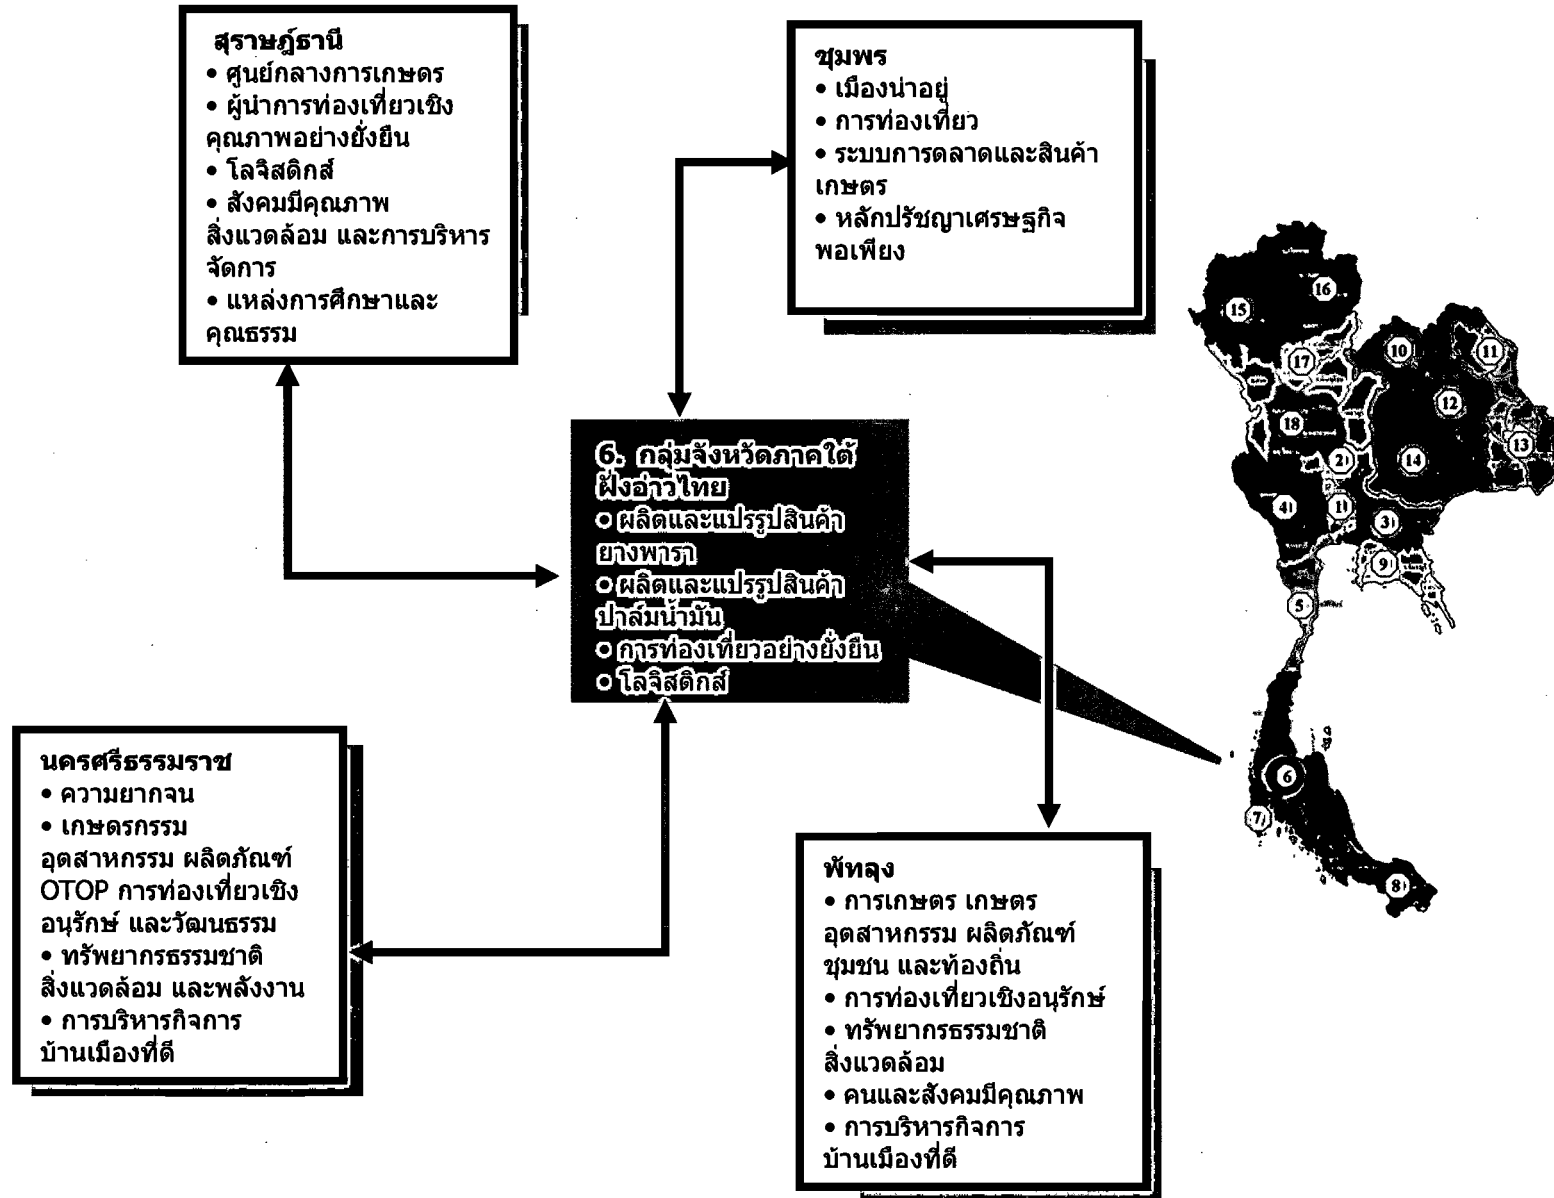 สุราษฎ์ธานี
• ศูนย์กลางการเกษตร
• ผู้นำการท่องเที่ยวเชิง
คุณภาพอย่างยั่งยืน
• โลจิสติกส์
• สังคมมีคุณภาพ
สิ่งแวดล้อม และการบริหาร
จัดการ
• แหล่งการศึกษาและ
คุณธรรม
ชุมพร
• เมืองน่าอยู่
• การท่องเที่ยว
• ระบบการตลาดและสินค้า
เกษตร
• หลักปรัชญาเศรษฐกิจ
พอเพียง
6. กลุ่มจังหวัดภาคใต้
ฝั่งอ่าวไทย
• ผลิตและแปรรูปสินค้า
ยางพารา
• ผลิตและแปรรูปสินค้า
ปาล์มน้ำมัน
• การท่องเที่ยวอย่างยั่งยืน
• โลจิสติกส์
นครศรีธรรมราช
• ความยากจน
• เกษตรกรรม
อุตสาหกรรม ผลิตภัณฑ์
OTOP การท่องเที่ยวเชิง
อนุรักษ์ และวัฒนธรรม
• ทรัพยากรธรรมชาติ
สิ่งแวดล้อม และพลังงาน
• การบริหารกิจการ
บ้านเมืองที่ดี
พัทลุง
• การเกษตร เกษตร
อุตสาหกรรม ผลิตภัณฑ์
ชุมชน และท้องถิ่น
• การท่องเที่ยวเชิงอนุรักษ์
• ทรัพยากรธรรมชาติ
สิ่งแวดล้อม
• คนและสังคมมีคุณภาพ
• การบริหารกิจการ
บ้านเมืองที่ดี
16
15
10
11
17
12
18
13
2
14
4
1
3
9
5
6
7
8